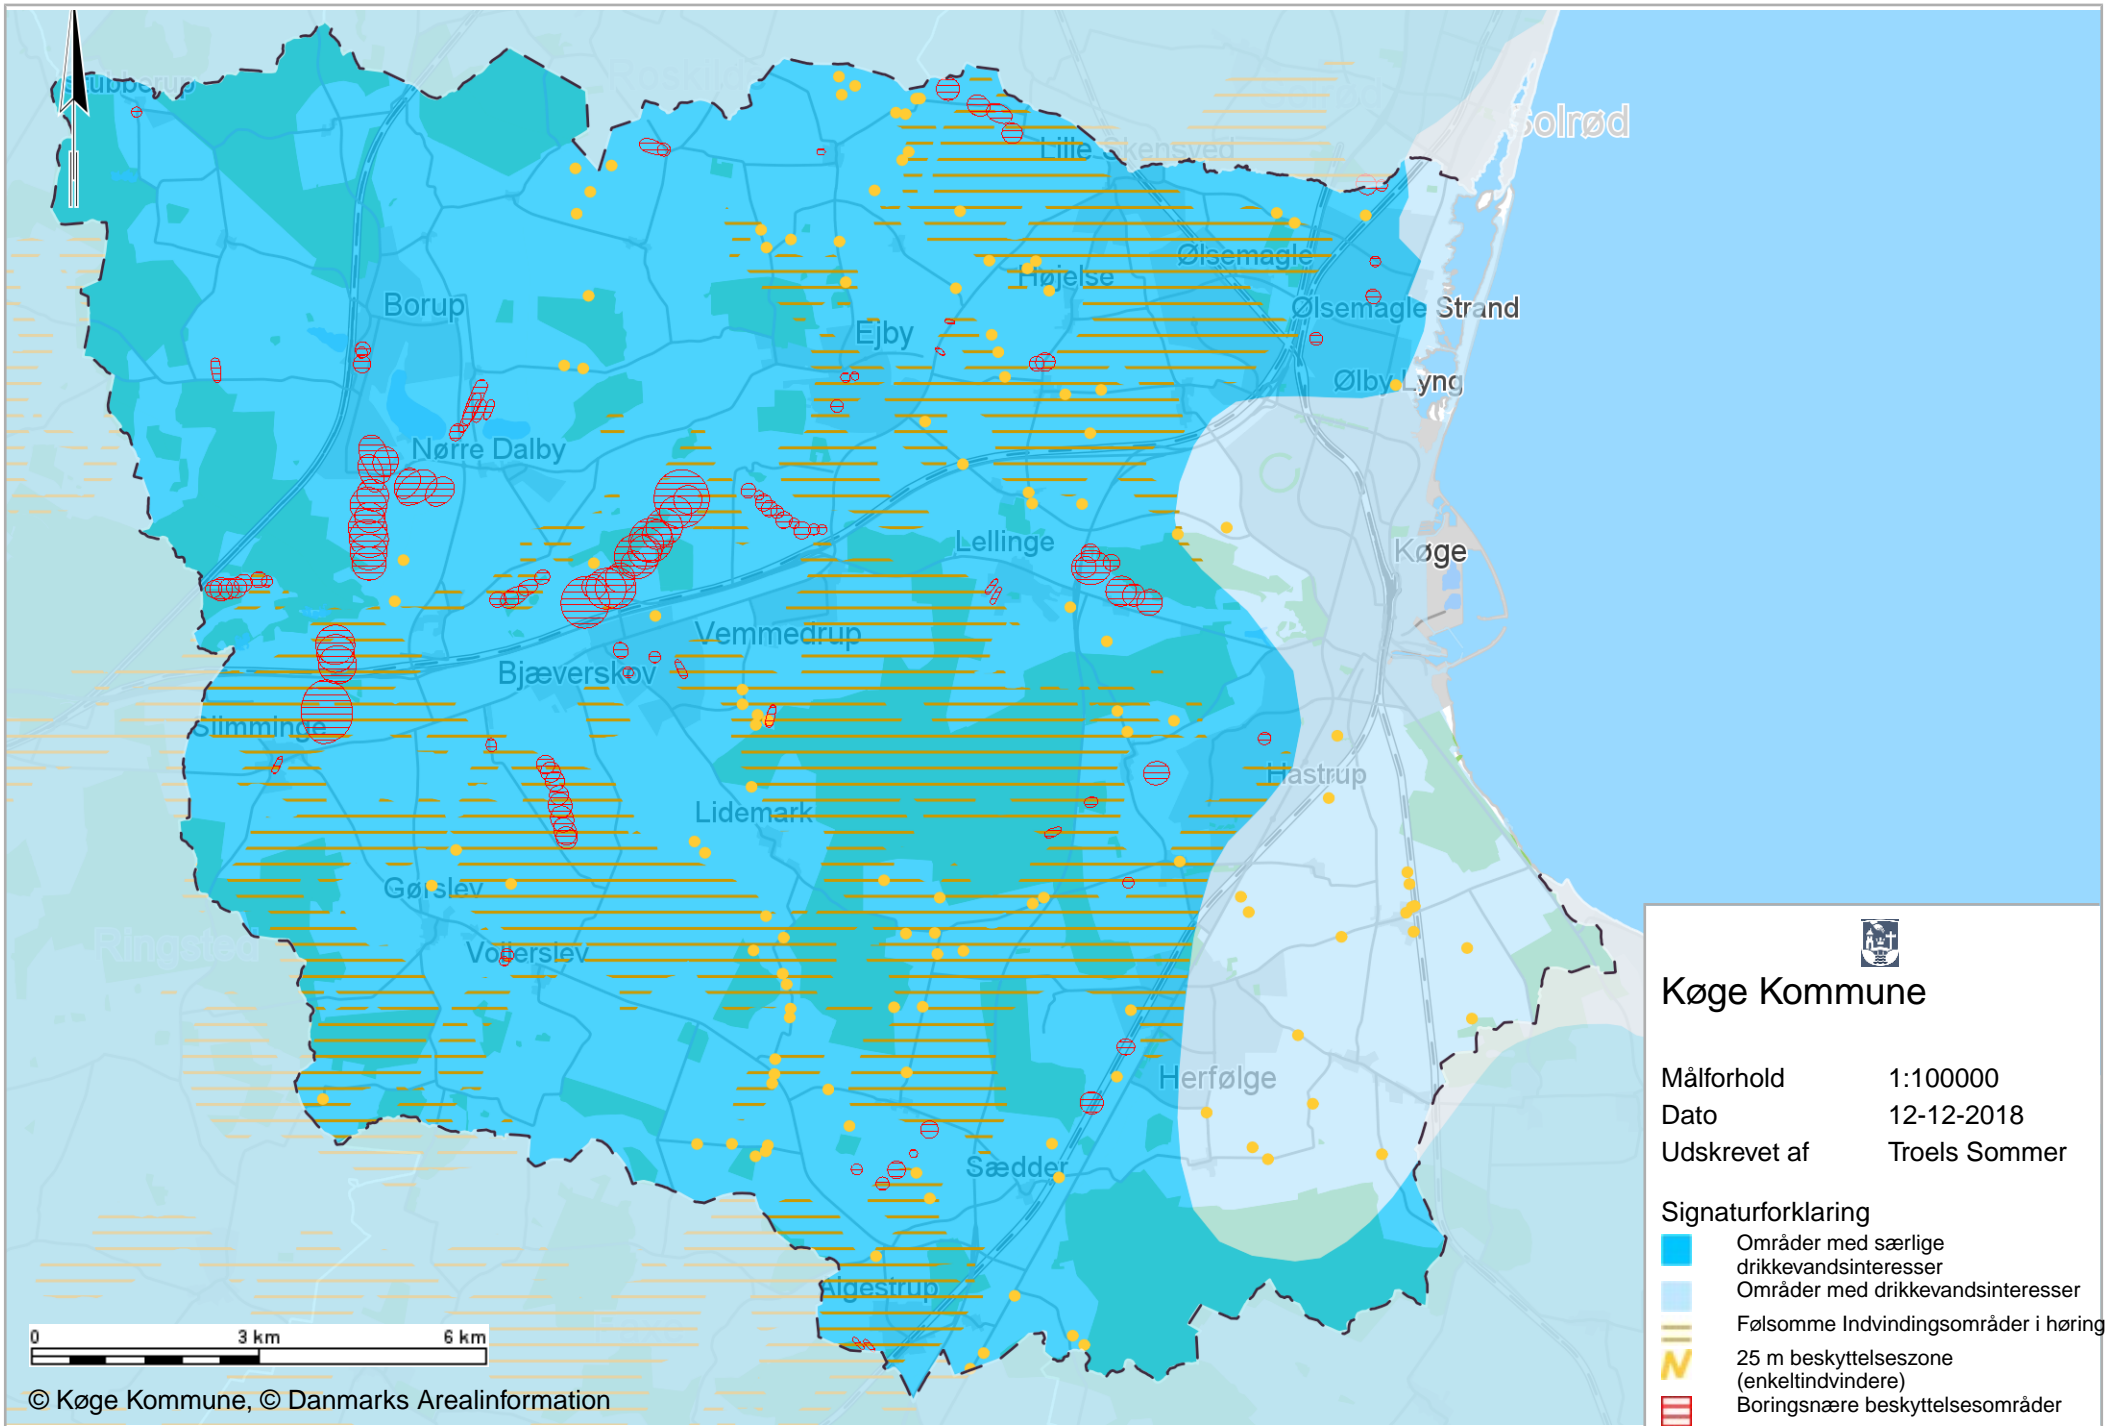 Stubberup
Roskilde
Solrød
Lille Skensved
Ølsemagle
Højelse
Borup
Ølsemagle Strand
Ejby
Ølby Lyng
Nørre Dalby
Lellinge
Køge
Vemmedrup
Bjæverskov
Slimminge
Hastrup
Lidemark
Gørslev
Ringsted
Vollerslev
Herfølge
Sædder
Algestrup
Faxe
0 3 km 6 km
© Køge Kommune, © Danmarks Arealinformation
Køge Kommune
Målforhold 1:100000
Dato 12-12-2018
Udskrevet af Troels Sommer
Signaturforklaring
Områder med særlige
drikkevandsinteresser
Områder med drikkevandsinteresser
Følsomme Indvindingsområder i høring
25 m beskyttelseszone
(enkeltindvindere)
Boringsnære beskyttelsesområder